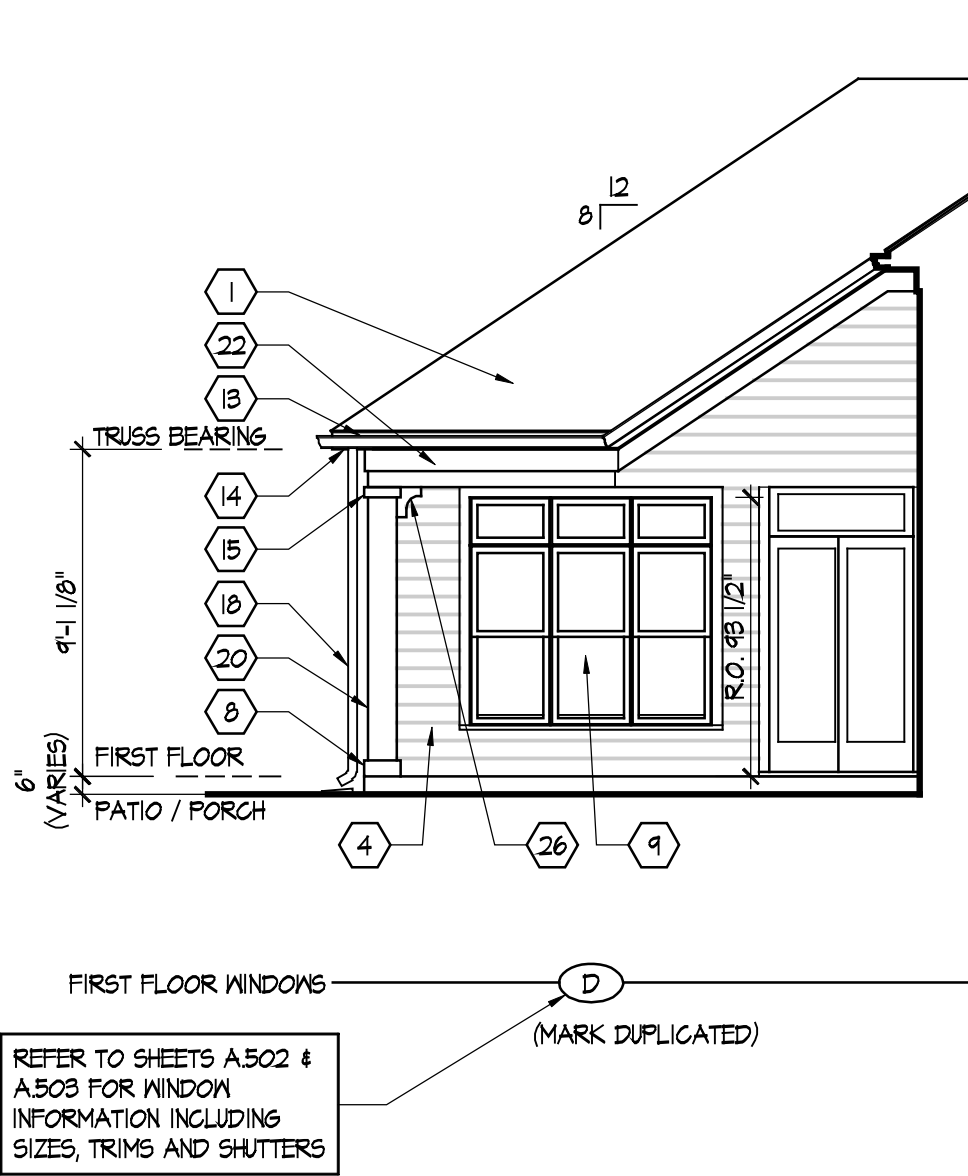 12
8
1
22
13
TRUSS BEARING
14
15
18
20
8
9'-1 1/8"
R.O. 93 1/2"
FIRST FLOOR
6"
(VARIES)
PATIO / PORCH
4
26
9
FIRST FLOOR WINDOWS
D
(MARK DUPLICATED)
REFER TO SHEETS A.502 &
A.503 FOR WINDOW
INFORMATION INCLUDING
SIZES, TRIMS AND SHUTTERS